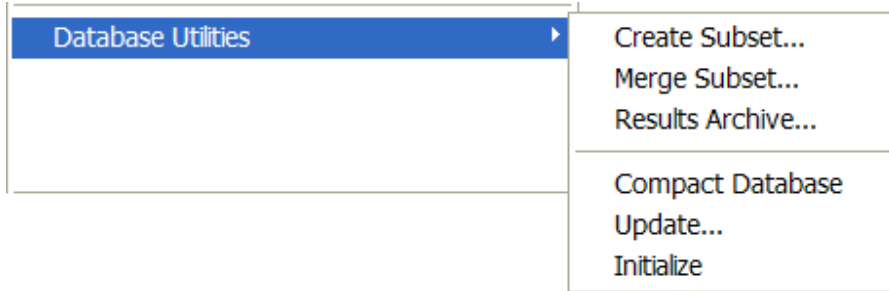 Database Utilities
Create Subset...
Merge Subset...
Results Archive...
Compact Database
Update...
Initialize